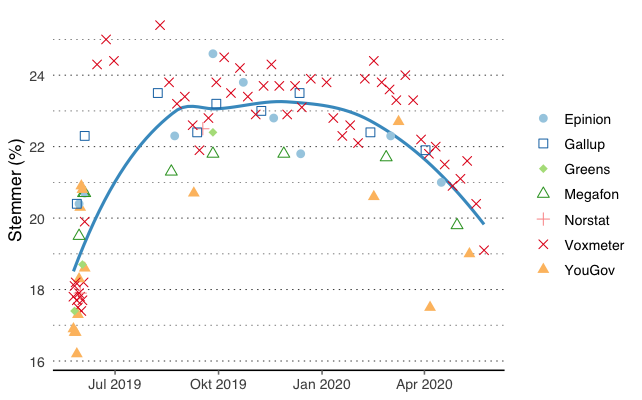 Stemmer (%)
24
22
20
18
16
Jul 2019
Okt 2019
Jan 2020
Apr 2020
Epinion
Gallup
Greens
Megafon
Norstat
Voxmeter
YouGov